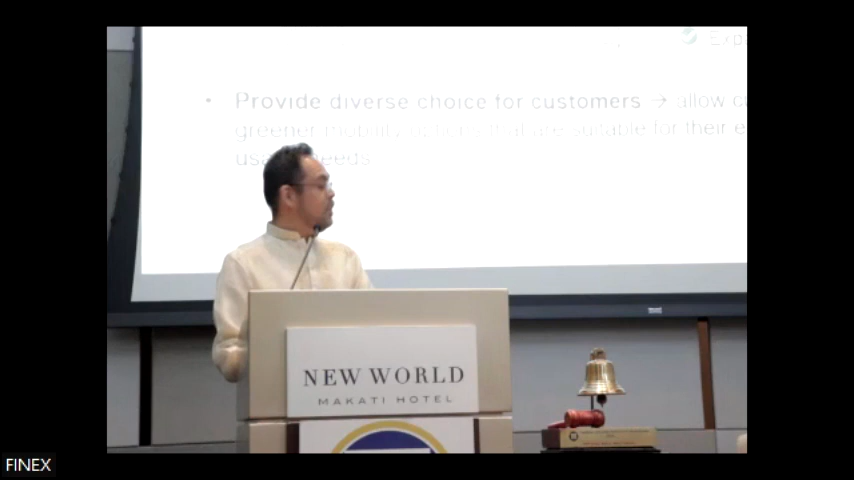 Exp
• Provide diverse choice for customers → allow c
greener mobility options that are suitable for their e
needs
NEW WORLD
MAKATI HOTEL
FINEX